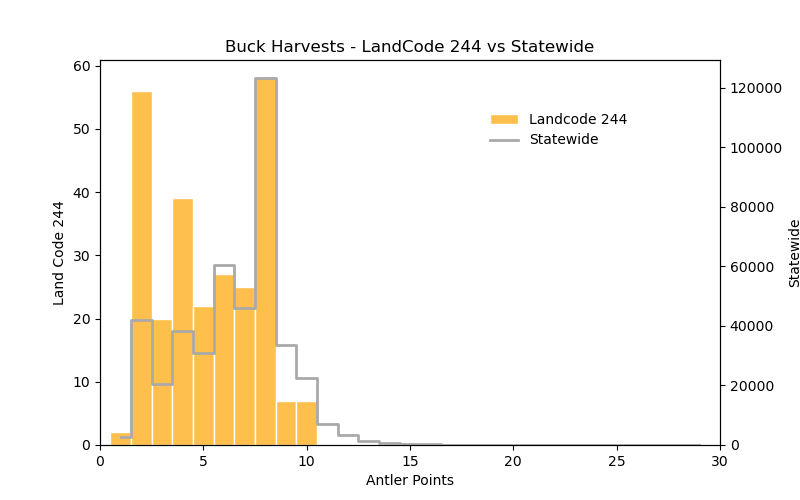 Buck Harvests - LandCode 244 vs Statewide
60
50
40
30
20
10
0
Land Code 244
Landcode 244
Statewide
120000
100000
80000
60000
40000
20000
0
Statewide
0 5 10 15 20 25 30
Antler Points